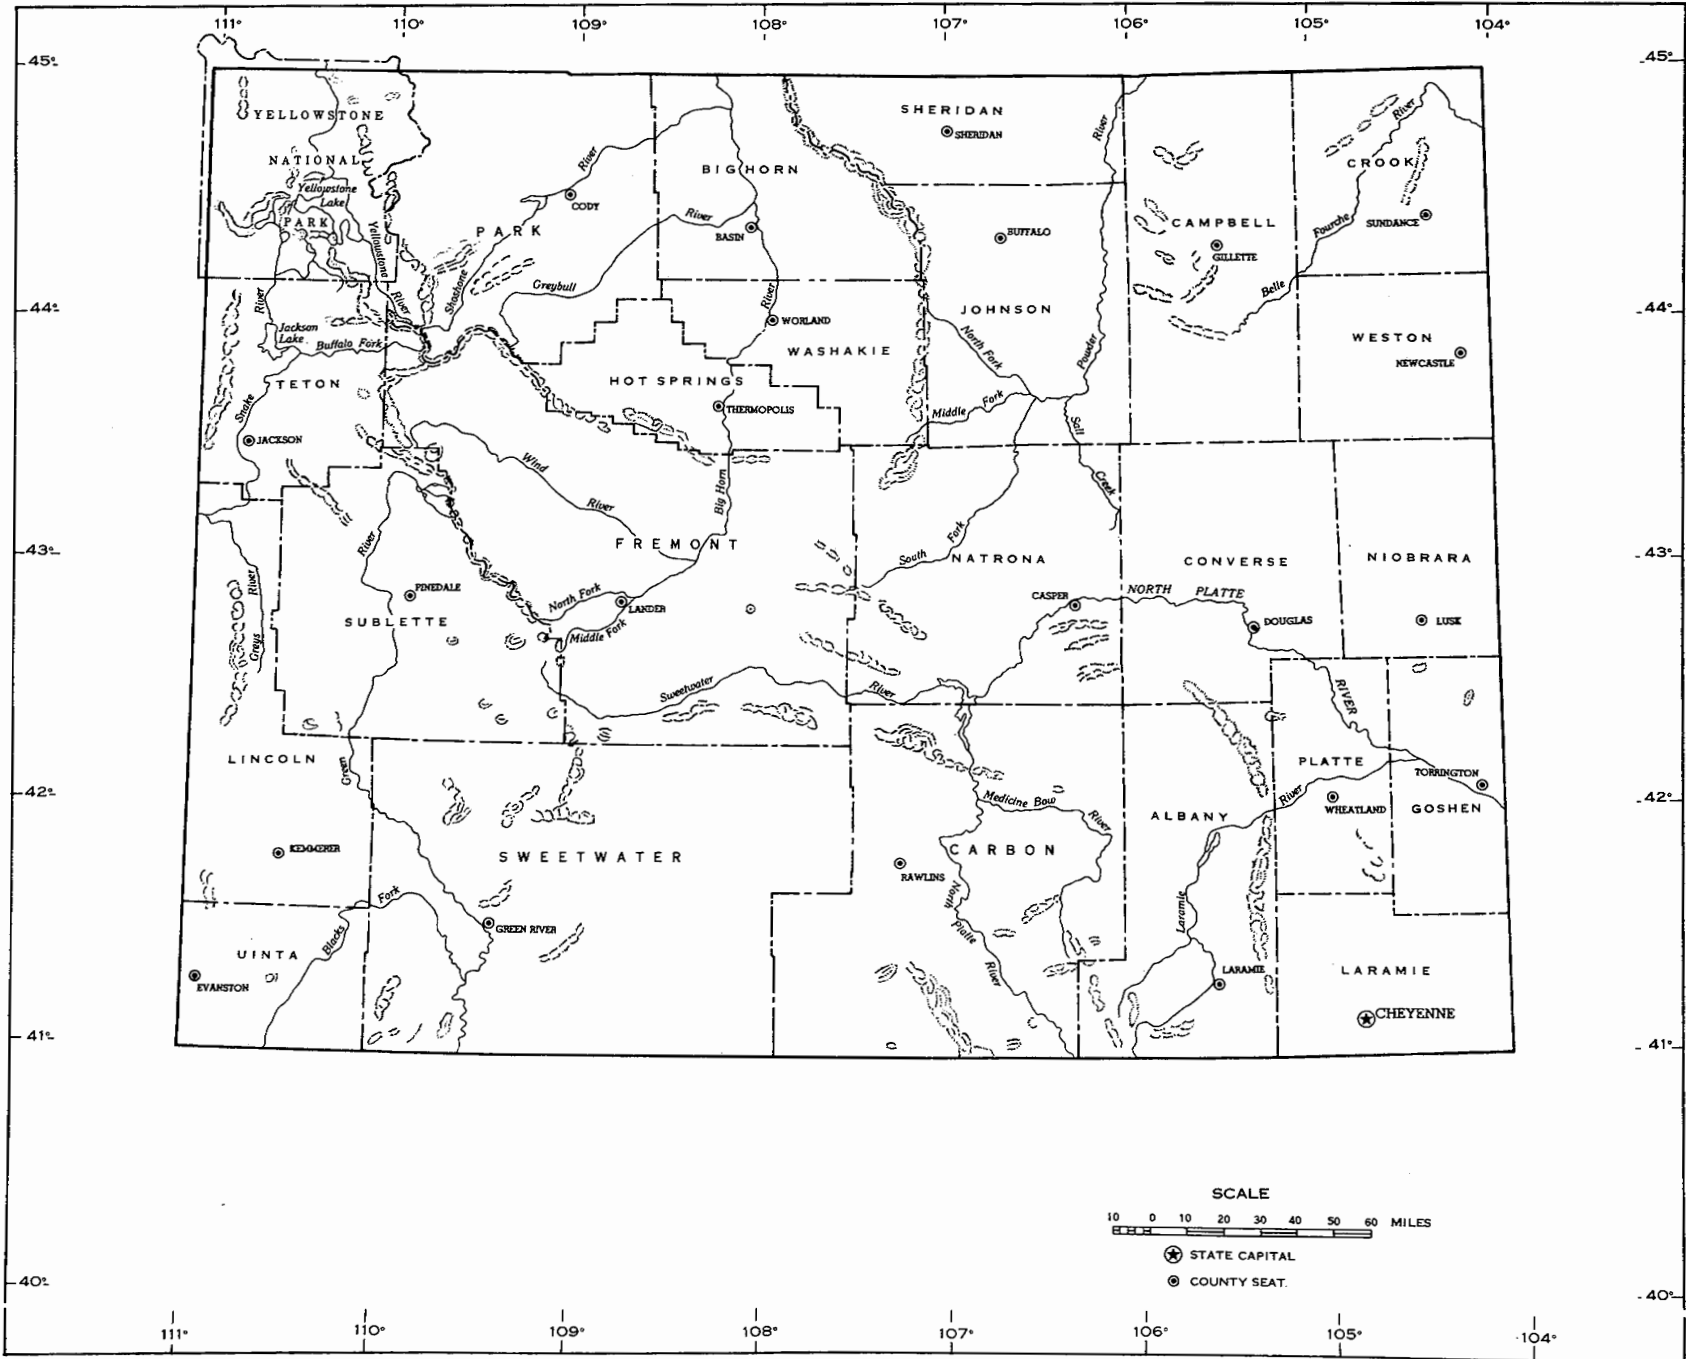 111° 110° 109° 108° 107° 106° 105° 104°
45° 45°
YELLOWSTONE
NATIONAL
PARK
Yellowstone
Lake
Yellowstone
River
SHERIDAN
SHERIDAN
River
River
CROOK
SUNDANCE
Fourche
Belle
BIGHORN
River
CODY
PARK
River
BASIN
BUFFALO
CAMPBELL
GILLETTE
Shoshone
Greybull
River
44° 44°
River
Jackson
Lake
Buffalo Fork
JOHNSON
WORLAND
WASHAKIE
North Fork
Powder
WESTON
NEWCASTLE
TETON
HOT SPRINGS
THERMOPOLIS
Snake
JACKSON
Middle Fork
Salt
Creek
Wind
River
Big Horn
FREMONT
43° 43°
River
South Fork
NATRONA
CONVERSE
NIOBRARA
River
Greys
PINEDALE
SUBLETTE
North Fork
LANDER
Middle Fork
CASPER
NORTH PLATTE
DOUGLAS
LUSK
Sweetwater
River
RIVER
LINCOLN
Green
PLATTE
TORRINGTON
42° 42°
Medicine Bow
River
River
WHEATLAND
GOSHEN
ALBANY
KEMMERER
SWEETWATER
CARBON
RAWLINS
North
Platte
River
Fork
Blacks
GREEN RIVER
Laramie
UINTA
EVANSTON
LARAMIE
LARAMIE
CHEYENNE
41° 41°
SCALE
10 0 10 20 30 40 50 60 MILES
STATE CAPITAL
COUNTY SEAT.
40° 40°
111° 110° 109° 108° 107° 106° 105° 104°